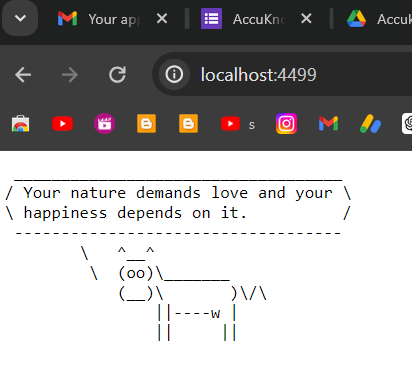 Your ap
AccuKn
Accuk
localhost:4499
s
 ___________________________________
/ Your nature demands love and your \
\ happiness depends on it.          /
 -----------------------------------
        \   ^__^
         \  (oo)\_______
            (__)\       )\/\
                ||----w |
                ||     ||